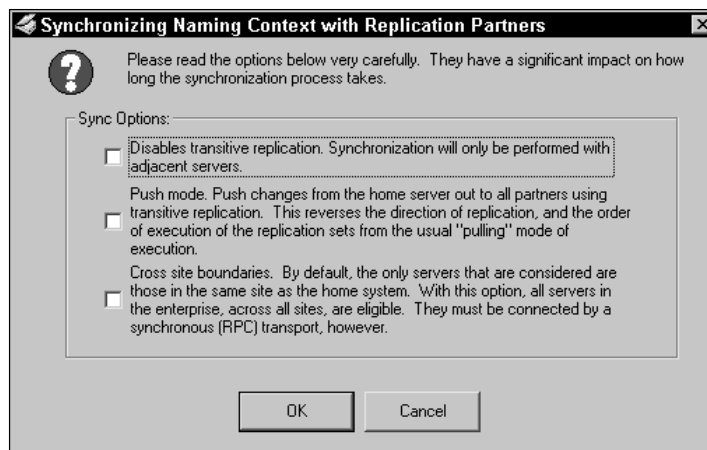 Synchronizing Naming Context with Replication Partners
Please read the options below very carefully. They have a significant impact on how
long the synchronization process takes.
Sync Options:
Disables transitive replication. Synchronization will only be performed with
adjacent servers.
Push mode. Push changes from the home server out to all partners using
transitive replication. This reverses the direction of replication, and the order
of execution of the replication sets from the usual "pulling" mode of
execution.
Cross site boundaries. By default, the only servers that are considered are
those in the same site as the home system. With this option, all servers in
the enterprise, across all sites, are eligible. They must be connected by a
synchronous (RPC) transport, however.
OK
Cancel